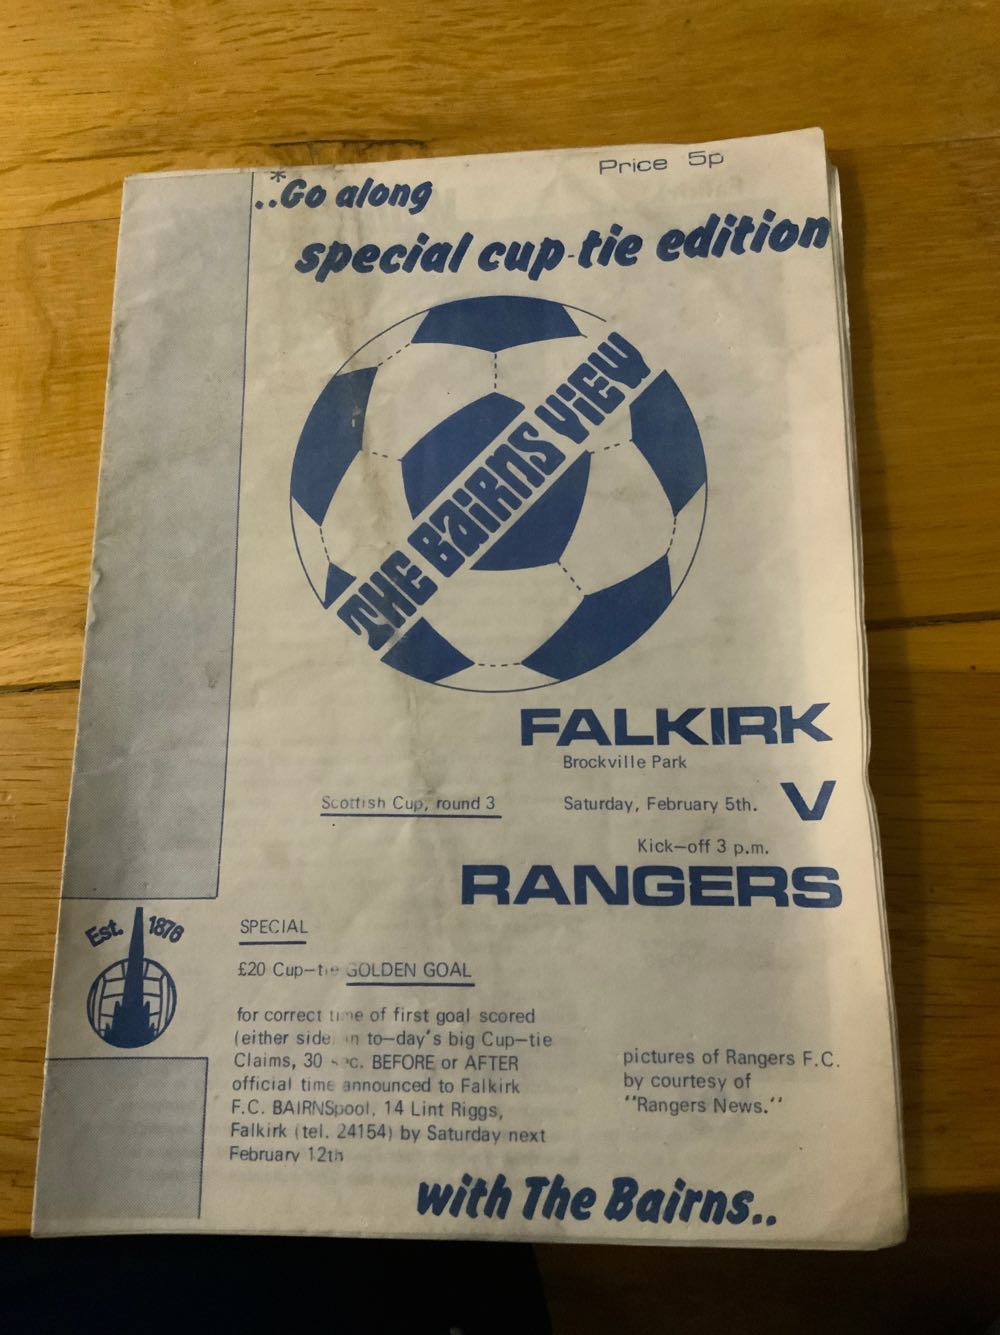 Price 5p
*
..Go along
special cup-tie edition
THE BAIRNS VIEW
FALKIRK
Brockville Park
Scottish Cup, round 3 Saturday, February 5th. V
Kick—off 3 p.m.
RANGERS
Est. 1876
SPECIAL
£20 Cup—tie GOLDEN GOAL
for correct time of first goal scored
(either side) in to—day's big Cup—tie
Claims, 30 sec. BEFORE or AFTER
official time announced to Falkirk
F.C. BAIRNSpool, 14 Lint Riggs,
Falkirk (tel. 24154) by Saturday next
February 12th
pictures of Rangers F.C.
by courtesy of
"Rangers News."
with The Bairns..